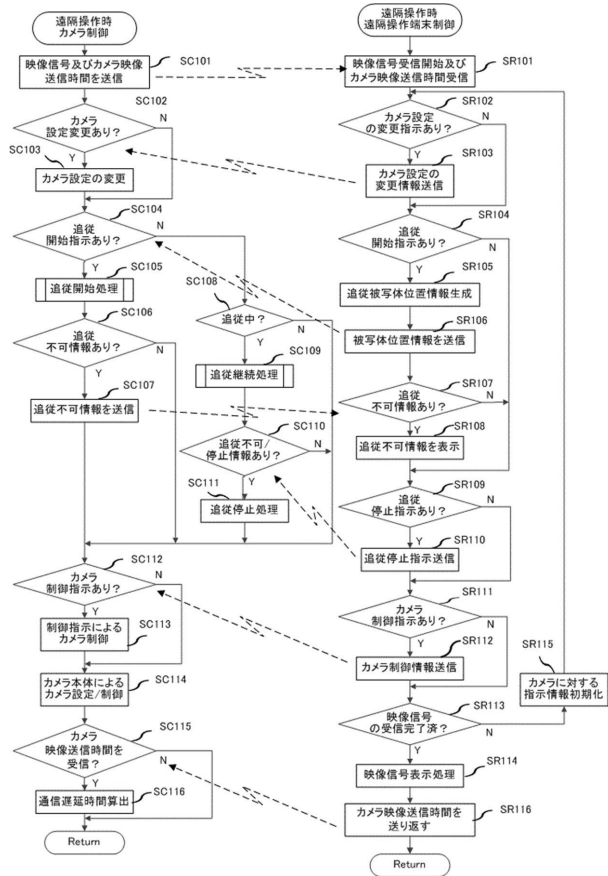 遠隔操作時
カメラ制御
映像信号及びカメラ映像
送信時間を送信
SC101
SC102
カメラ
設定変更あり?
N
Y
SC103
カメラ設定の変更
SC104
追従
開始指示あり?
N
Y
SC105
追従開始処理
SC106
追従
不可情報あり?
N
Y
SC107
追従不可情報を送信
SC108
追従中?
N
Y
SC109
追従継続処理
SC110
追従不可/
停止情報あり?
N
Y
SC111
追従停止処理
SC112
カメラ
制御指示あり?
N
Y
制御指示による
カメラ制御
SC113
カメラ本体による
カメラ設定/制御
SC114
SC115
カメラ
映像送信時間を
受信?
N
Y
通信遅延時間算出
SC116
Return
遠隔操作時
遠隔操作端末制御
映像信号受信開始及び
カメラ映像送信時間受信
SR101
SR102
カメラ設定
の変更指示あり?
N
Y
SR103
カメラ設定の
変更情報送信
SR104
追従
開始指示あり?
N
Y
SR105
追従被写体位置情報生成
SR106
被写体位置情報を送信
SR107
追従
不可情報あり?
N
Y
SR108
追従不可情報を表示
SR109
追従
停止指示あり?
N
Y
SR110
追従停止指示送信
SR111
カメラ
制御指示あり?
N
Y
SR112
カメラ制御情報送信
SR113
映像信号
の受信完了済?
N
Y
SR114
映像信号表示処理
SR115
カメラに対する
指示情報初期化
カメラ映像送信時間を
送り返す
SR116
Return